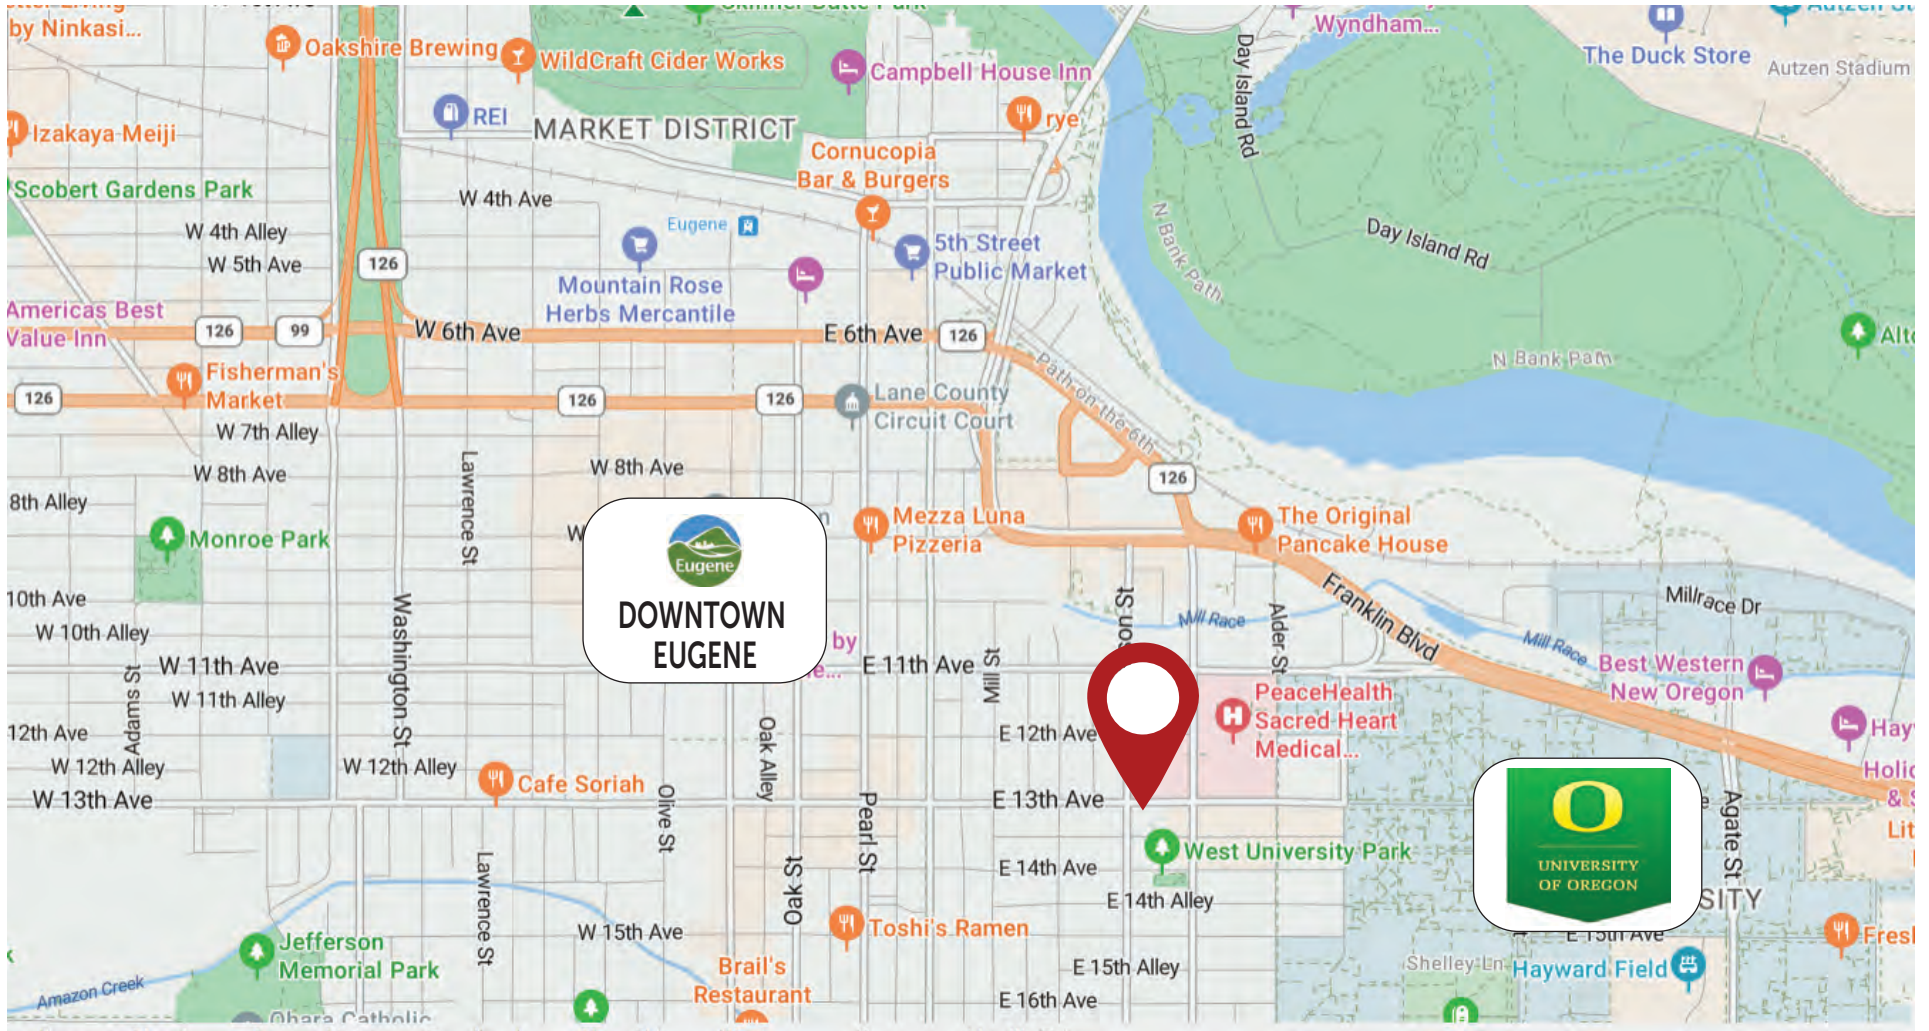 by Ninkasi...
Oakshire Brewing
WildCraft Cider Works
Skinner Butte Park
Campbell House Inn
Wyndham...
The Duck Store
Autzen Stadium
Day Island Rd
REI
MARKET DISTRICT
rye
Izakaya Meiji
Cornucopia
Bar & Burgers
Scobert Gardens Park
W 4th Ave
W 4th Alley
W 5th Ave
Eugene
5th Street
Public Market
N Bank Path
Day Island Rd
126
Mountain Rose
Herbs Mercantile
Americas Best
Value Inn
126
99
W 6th Ave
E 6th Ave
126
N Bank Path
Path on the 6th
Fisherman's
Market
126
126
126
Lane County
Circuit Court
W 7th Alley
W 8th Ave
W 8th Ave
Lawrence St
126
8th Alley
Monroe Park
Mezza Luna
Pizzeria
The Original
Pancake House
Eugene
DOWNTOWN
EUGENE
Franklin Blvd
Millrace Dr
10th Ave
W 10th Alley
Washington St
Mill Race
Mill Race
Alder St
by
W 11th Ave
E 11th Ave
Mill St
Best Western
New Oregon
W 11th Alley
Adams St
PeaceHealth
Sacred Heart
Medical...
12th Ave
E 12th Ave
W 12th Alley
W 12th Alley
Oak Alley
Cafe Soriah
W 13th Ave
E 13th Ave
Olive St
Pearl St
Agate St
O
UNIVERSITY
OF OREGON
West University Park
E 14th Ave
E 14th Alley
Lawrence St
Oak St
SITY
W 15th Ave
Toshi's Ramen
E 15th Ave
Jefferson
Memorial Park
Brail's
Restaurant
E 15th Alley
Shelley Ln
Hayward Field
Amazon Creek
E 16th Ave
Ohara Catholic